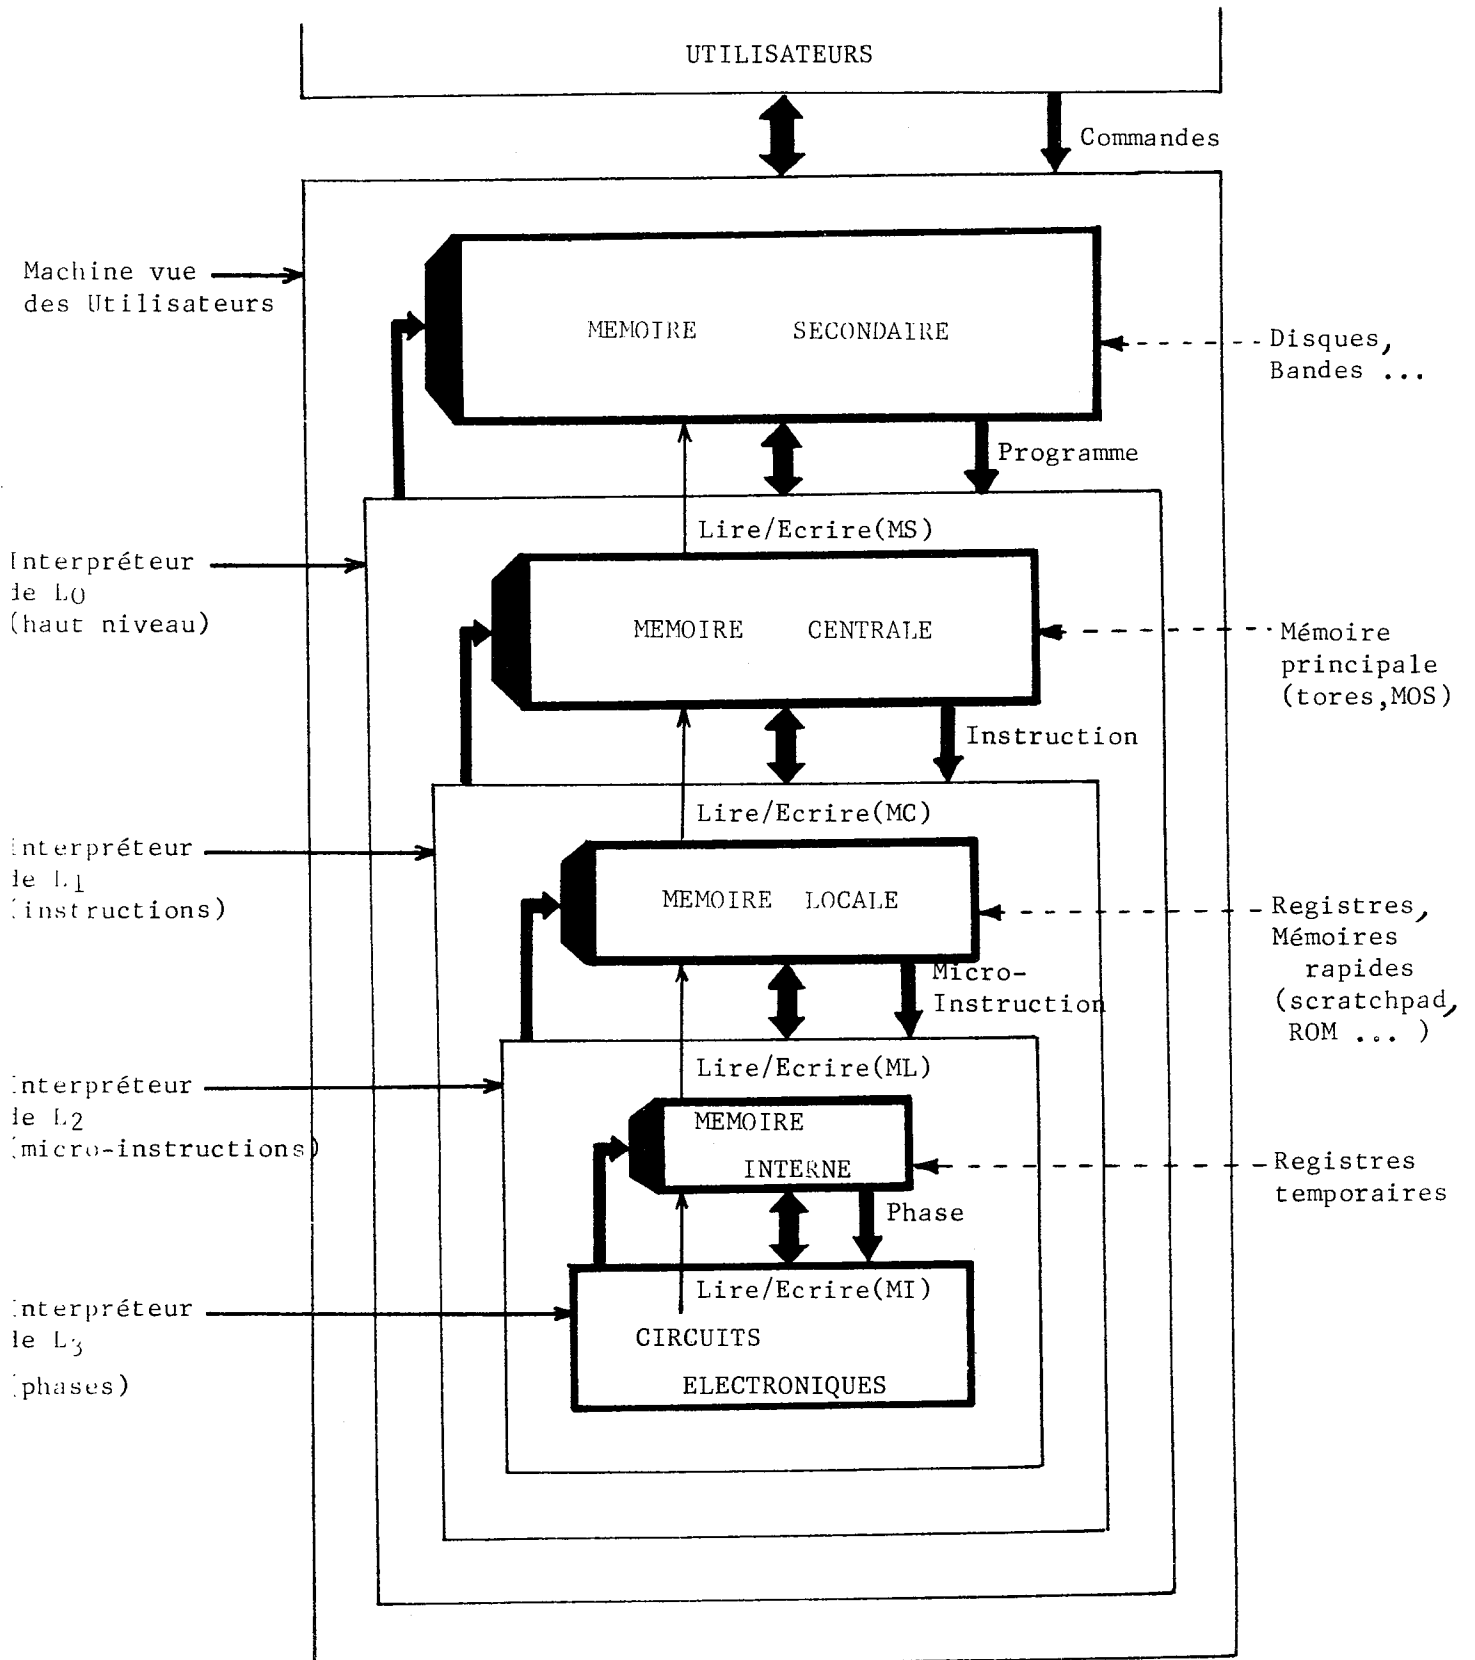 UTILISATEURS
Commandes
Machine vue
des Utilisateurs
MEMOIRE SECONDAIRE
Disques,
Bandes ...
Programme
Lire/Ecrire(MS)
Interpréteur
de L0
(haut niveau)
MEMOIRE CENTRALE
Mémoire
principale
(tores,MOS)
Instruction
Lire/Ecrire(MC)
Interpréteur
de L1
(instructions)
MEMOIRE LOCALE
Registres,
Mémoires
rapides
(scratchpad,
ROM ... )
Micro-
Instruction
Lire/Ecrire(ML)
Interpréteur
de L2
(micro-instructions)
MEMOIRE
INTERNE
Registres
temporaires
Phase
Lire/Ecrire(MI)
Interpréteur
de L3
(phases)
CIRCUITS
ELECTRONIQUES